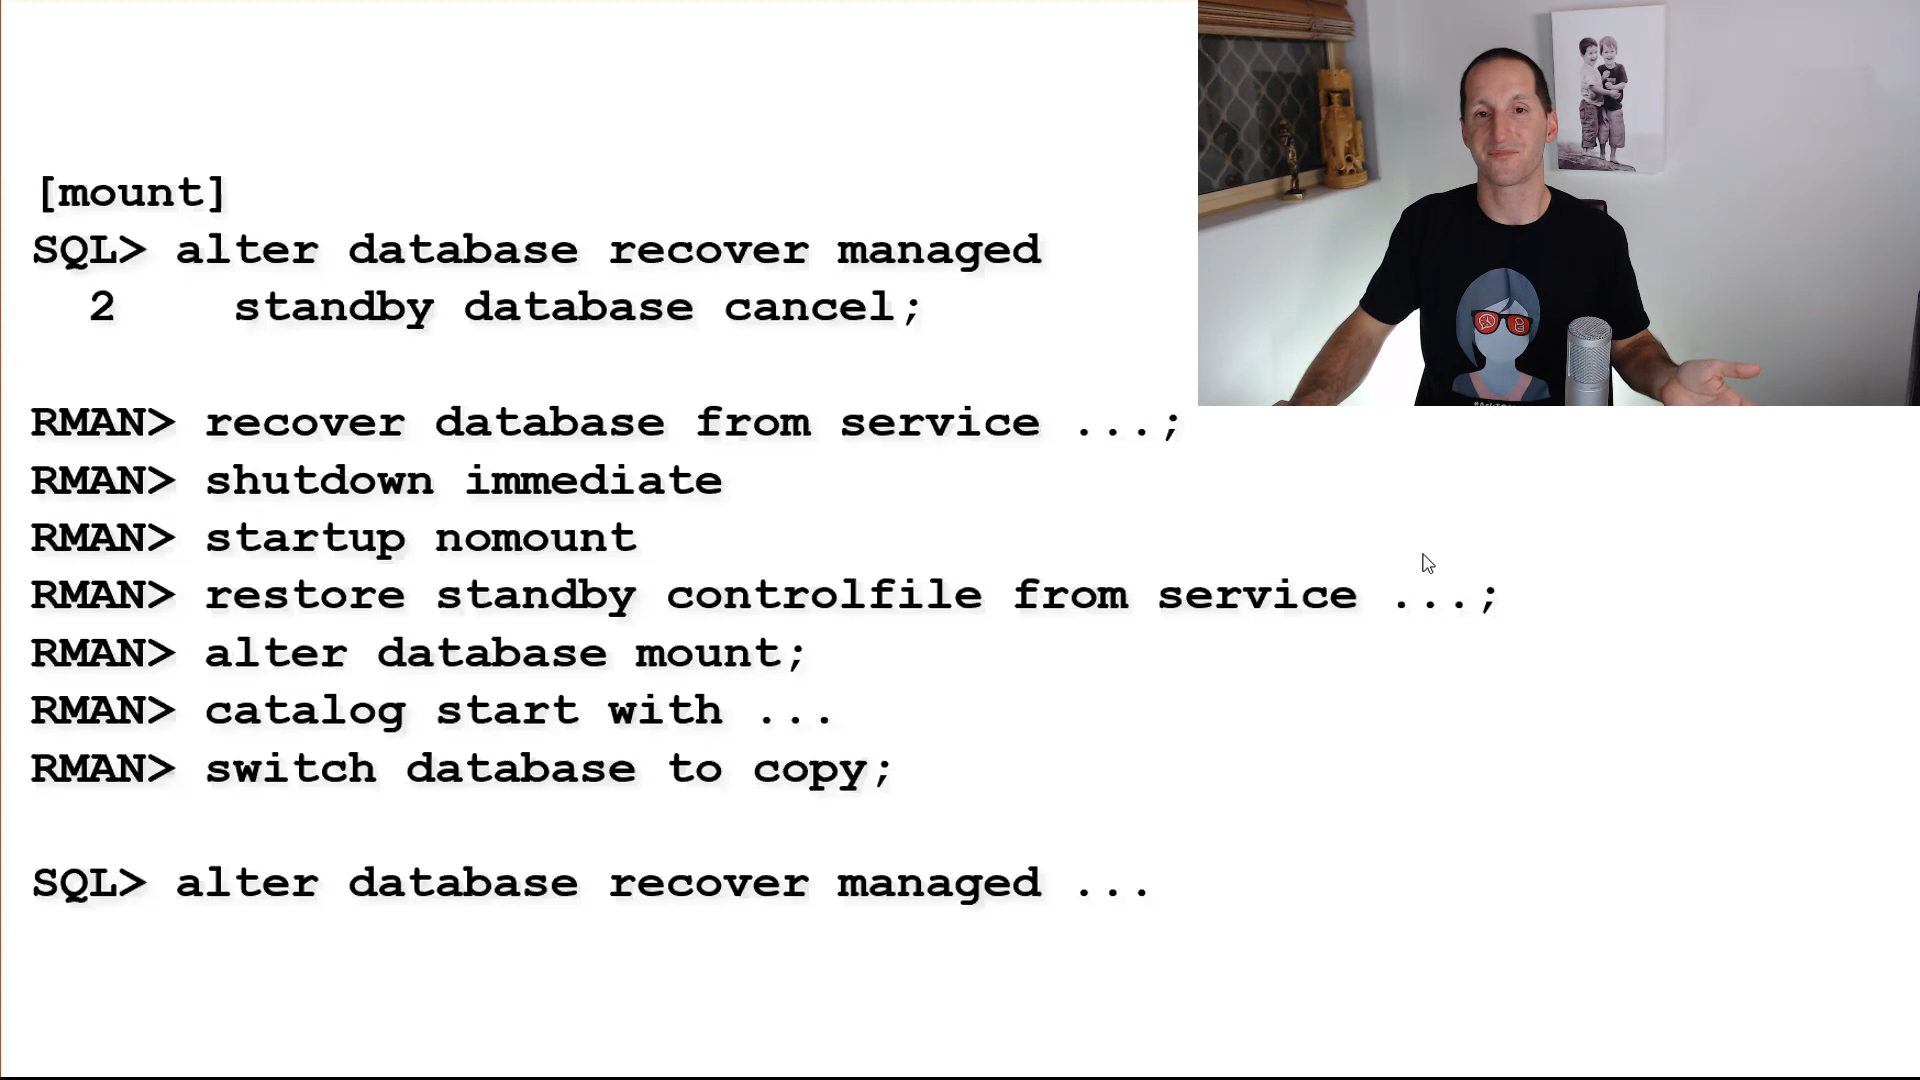 [mount]
SQL> alter database recover managed
2 standby database cancel;
RMAN> recover database from service ...;
RMAN> shutdown immediate
RMAN> startup nomount
RMAN> restore standby controlfile from service ...;
RMAN> alter database mount;
RMAN> catalog start with ...
RMAN> switch database to copy;
SQL> alter database recover managed ...